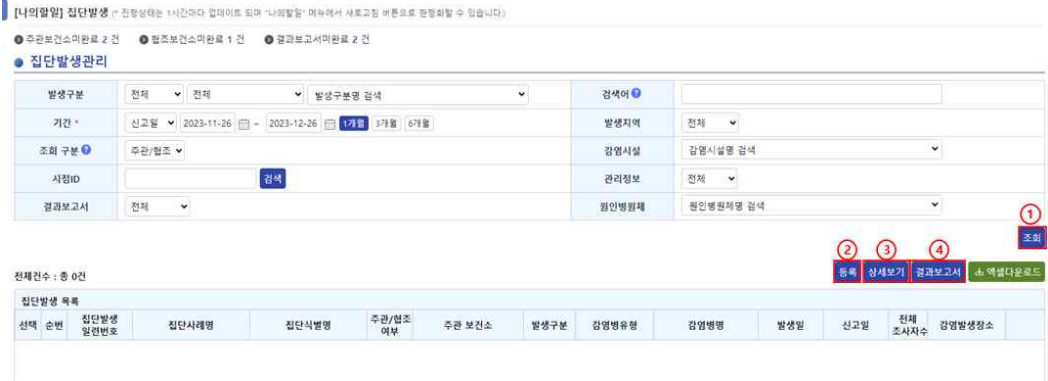 [나의할일] 집단발생 (* 진행상태는 1시간마다 업데이트 되며 "나의할일" 메뉴에서 새로고침 버튼으로 현행화할 수 있습니다.)
주관보건소미완료 2 건 협조보건소미완료 1 건 결과보고서미완료 2 건
집단발생관리
발생구분 전체 전체 발생구분명 검색 검색어 ?
기간 * 신고일 2023-11-26 ~ 2023-12-26 1개월 3개월 6개월 발생지역 전체
조회 구분 ? 주관/협조 감염시설 감염시설명 검색
시점ID 검색 관리정보 전체
결과보고서 전체 원인병원체 원인병원체명 검색
①
조회
② ③ ④
전체건수 : 총 0건 등록 상세보기 결과보고서 엑셀다운로드
집단발생 목록
선택 순번 집단발생 일련번호 집단사례명 집단식별명 주관/협조 여부 주관 보건소 발생구분 감염병유형 감염병명 발생일 신고일 전체 조사자수 감염발생장소